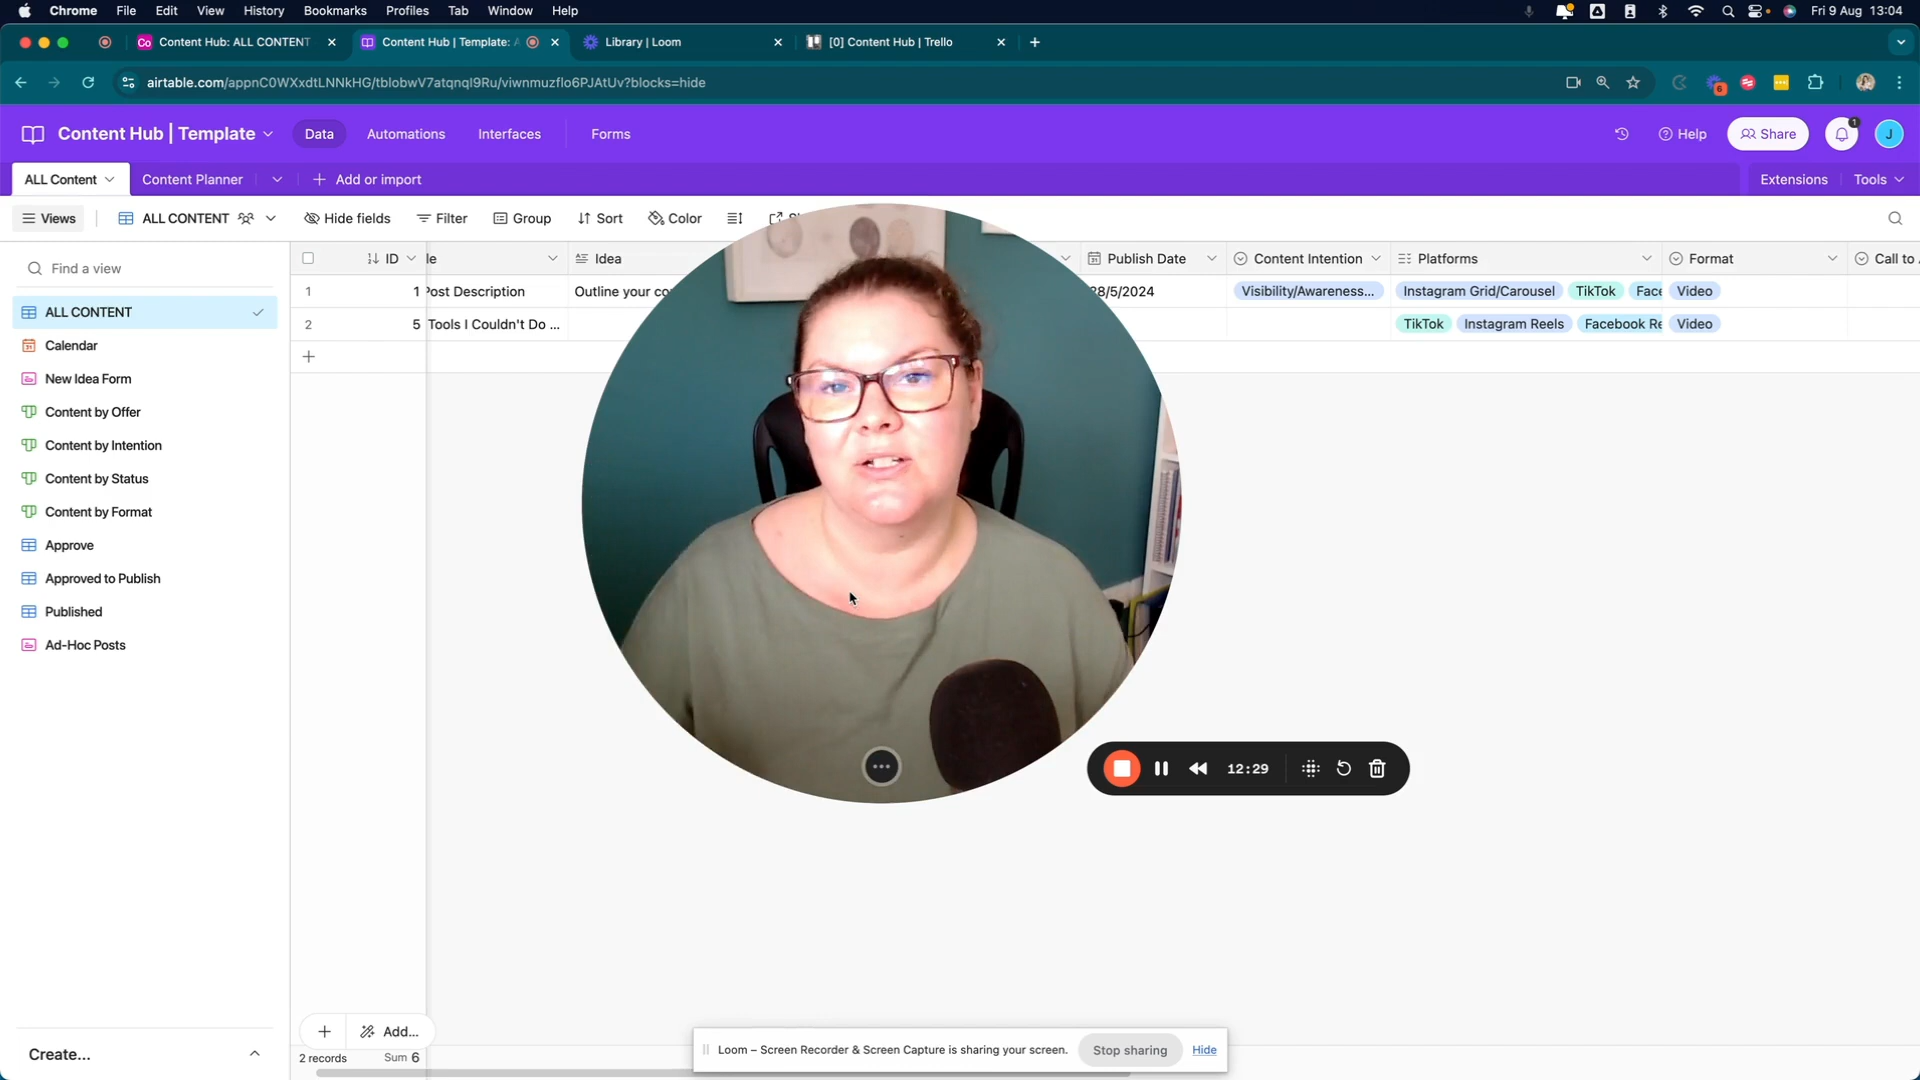 Chrome File Edit View History Bookmarks Profiles Tab Window Help Fri 9 Aug 13:04
Co Content Hub: ALL CONTENT Content Hub | Template: Library | Loom [0] Content Hub | Trello
airtable.com/appnC0WXxdtLNNkHG/tblobwV7atqnql9Ru/viwnmuzflo6PJAtUv?blocks=hide 6
Content Hub | Template Data Automations Interfaces Forms Help Share 1 J
ALL Content Content Planner Add or import Extensions Tools
Views ALL CONTENT Hide fields Filter Group Sort Color
Find a view ID le Idea Publish Date Content Intention Platforms Format Call to
1 1 Post Description Outline your co 28/5/2024 Visibility/Awareness... Instagram Grid/Carousel TikTok Face Video
2 5 Tools I Couldn't Do ... TikTok Instagram Reels Facebook Re Video
ALL CONTENT
Calendar
New Idea Form
Content by Offer
Content by Intention
Content by Status
Content by Format
Approve
Approved to Publish
Published
Ad-Hoc Posts
12:29
Add...
Create... 2 records Sum 6
Loom – Screen Recorder & Screen Capture is sharing your screen. Stop sharing Hide